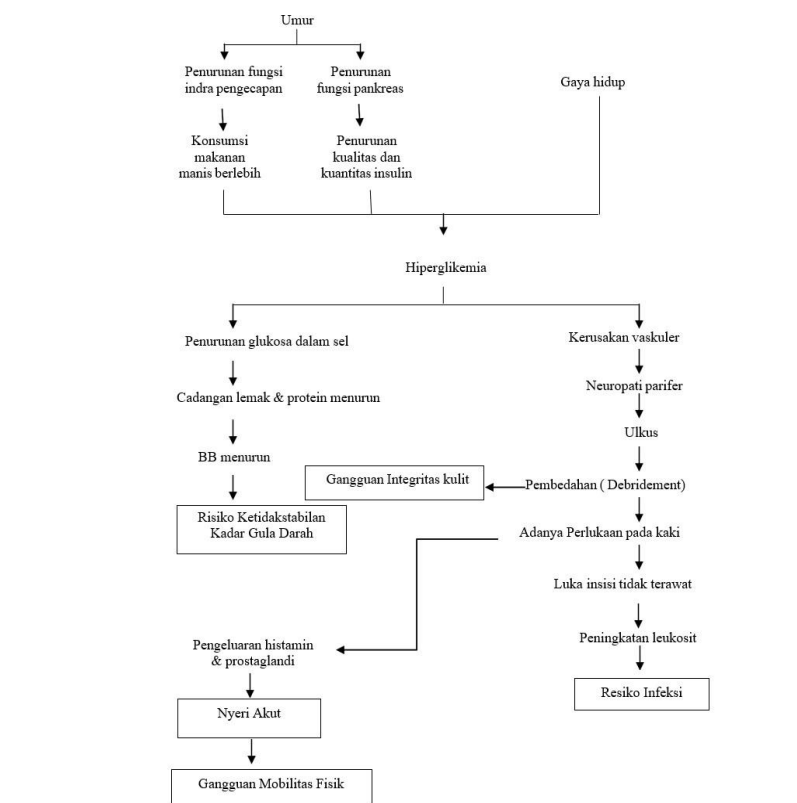 Umur
Penurunan fungsi
indra pengecapan
Penurunan
fungsi pankreas
Gaya hidup
Konsumsi
makanan
manis berlebih
Penurunan
kualitas dan
kuantitas insulin
Hiperglikemia
Penurunan glukosa dalam sel
Kerusakan vaskuler
Cadangan lemak & protein menurun
Neuropati parifer
BB menurun
Ulkus
Gangguan Integritas kulit
Pembedahan ( Debridement)
Risiko Ketidakstabilan
Kadar Gula Darah
Adanya Perlukaan pada kaki
Luka insisi tidak terawat
Pengeluaran histamin
& prostaglandi
Peningkatan leukosit
Nyeri Akut
Resiko Infeksi
Gangguan Mobilitas Fisik